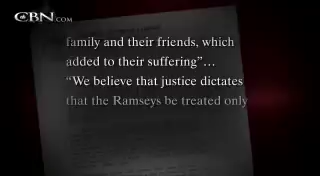 CBN.COM
family and their friends, which
added to their suffering”…
“We believe that justice dictates
that the Ramseys be treated only